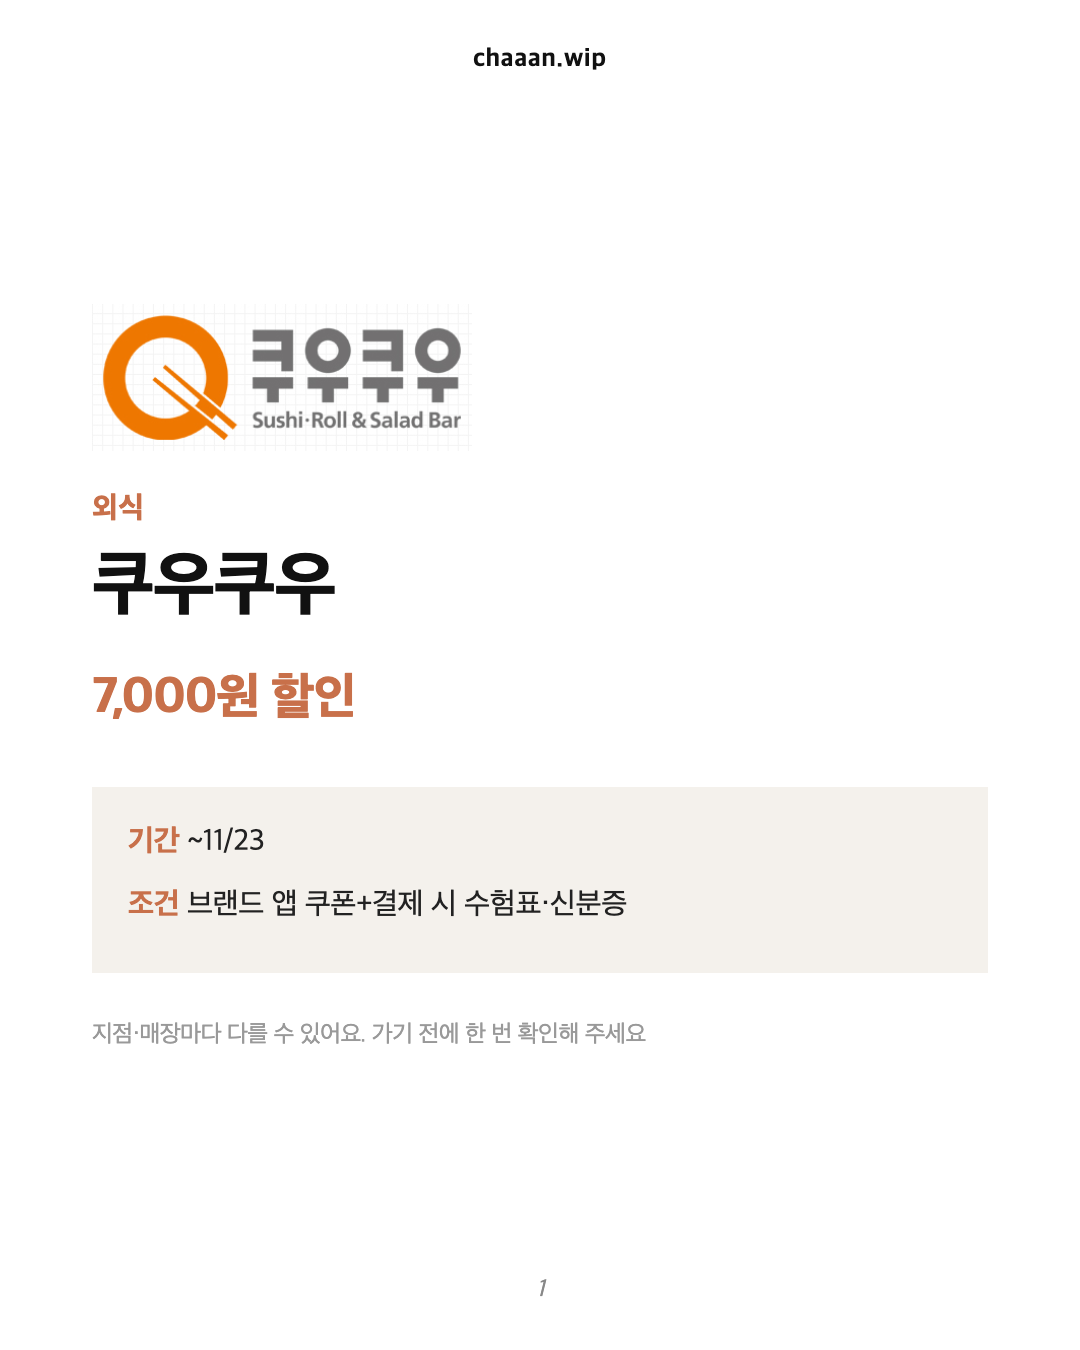 chaaan.wip
쿠우쿠우
Sushi·Roll & Salad Bar
외식
쿠우쿠우
7,000원 할인
기간 ~11/23
조건 브랜드 앱 쿠폰+결제 시 수험표·신분증
지점·매장마다 다를 수 있어요. 가기 전에 한 번 확인해 주세요
1